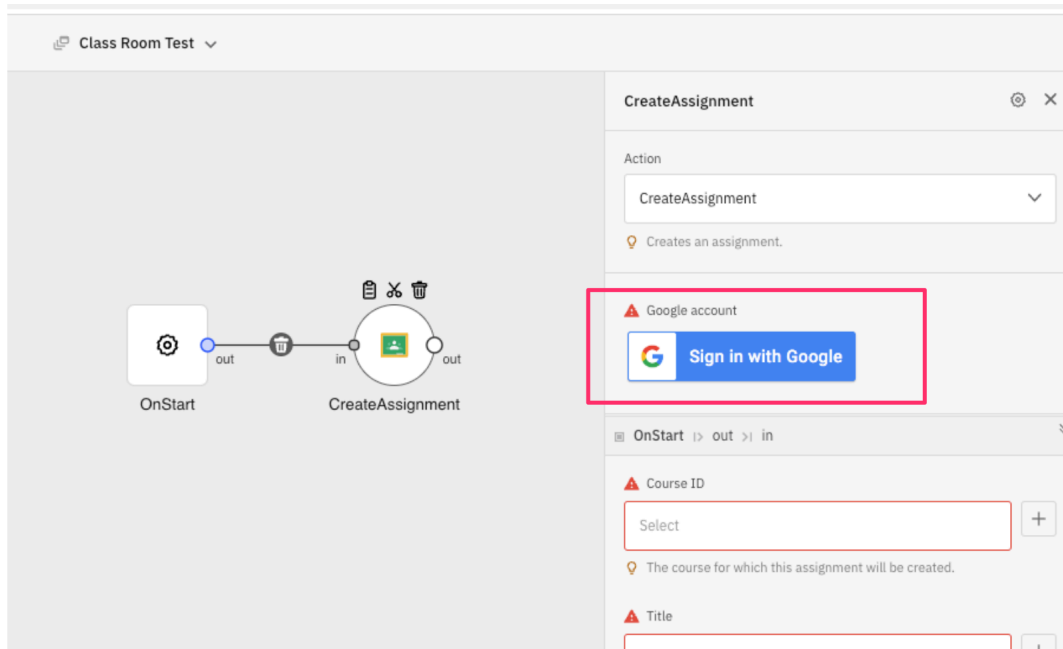 Class Room Test
CreateAssignment
Action
CreateAssignment
Creates an assignment.
Google account
G Sign in with Google
out
in
out
OnStart
CreateAssignment
OnStart |> out >| in
Course ID
Select
+
The course for which this assignment will be created.
Title